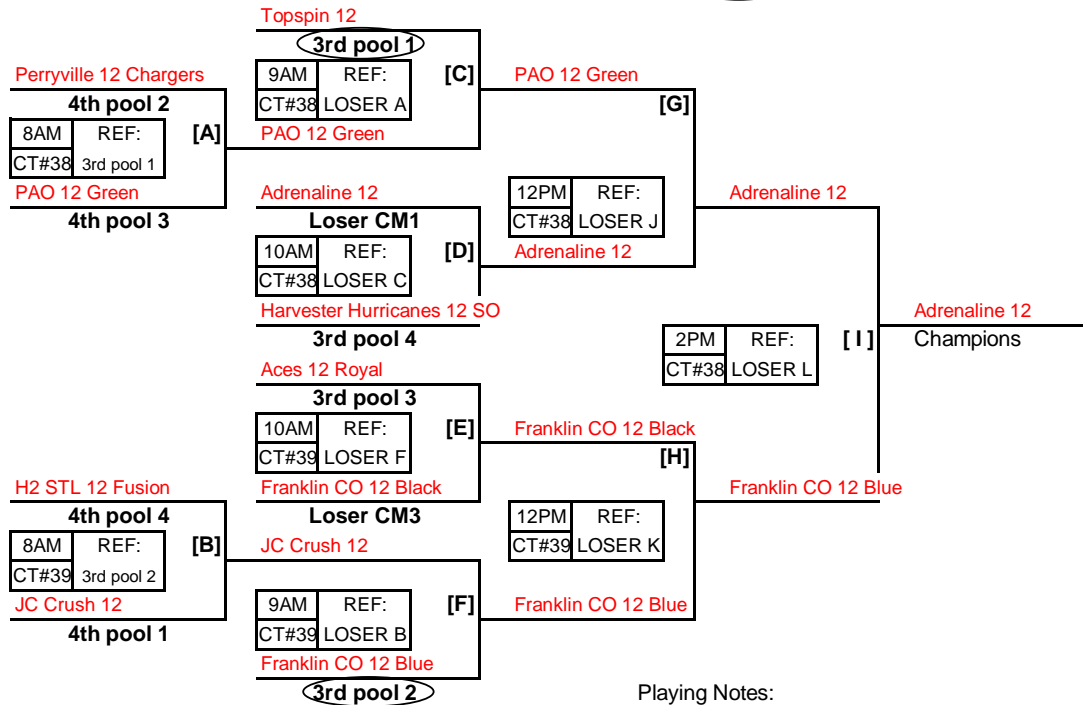 Topspin 12
3rd pool 1
9AM REF: [C]
CT#38 LOSER A
Perryville 12 Chargers
4th pool 2
8AM REF: [A]
CT#38 3rd pool 1
PAO 12 Green
PAO 12 Green
4th pool 3
PAO 12 Green
[G]
Adrenaline 12
Loser CM1
10AM REF: [D]
CT#38 LOSER C
Harvester Hurricanes 12 SO
3rd pool 4
12PM REF:
CT#38 LOSER J
Adrenaline 12
Adrenaline 12
2PM REF: [ I ]
CT#38 LOSER L
Adrenaline 12
Champions
Aces 12 Royal
3rd pool 3
10AM REF: [E]
CT#39 LOSER F
Franklin CO 12 Black
Loser CM3
Franklin CO 12 Black
[H]
H2 STL 12 Fusion
4th pool 4
8AM REF: [B]
CT#39 3rd pool 2
JC Crush 12
4th pool 1
JC Crush 12
12PM REF:
CT#39 LOSER K
Franklin CO 12 Blue
9AM REF: [F]
CT#39 LOSER B
Franklin CO 12 Blue
3rd pool 2
Franklin CO 12 Blue
Playing Notes: